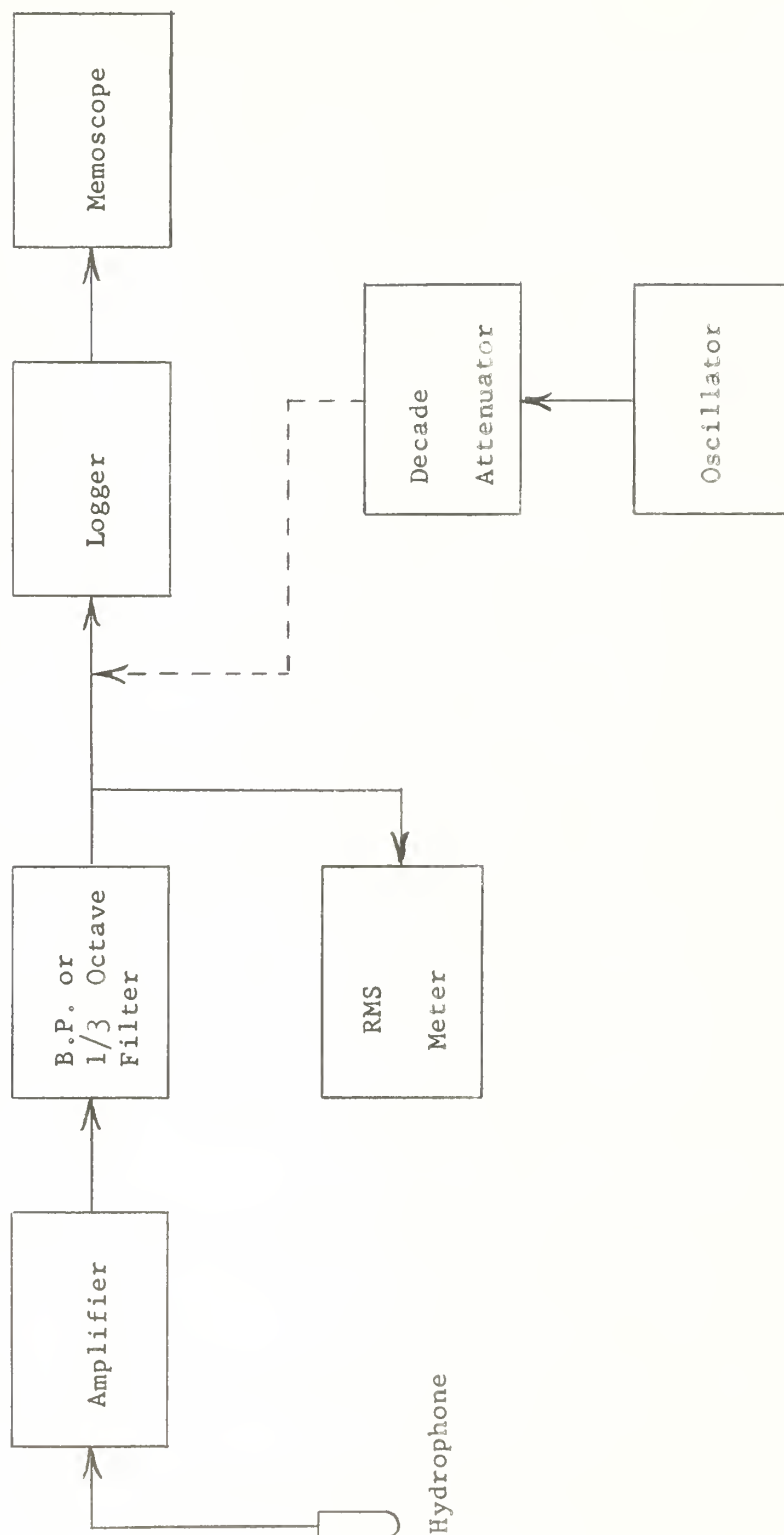 Hydrophone
Amplifier
B.P. or
1/3 Octave
Filter
RMS
Meter
Logger
Memoscope
Decade
Attenuator
Oscillator